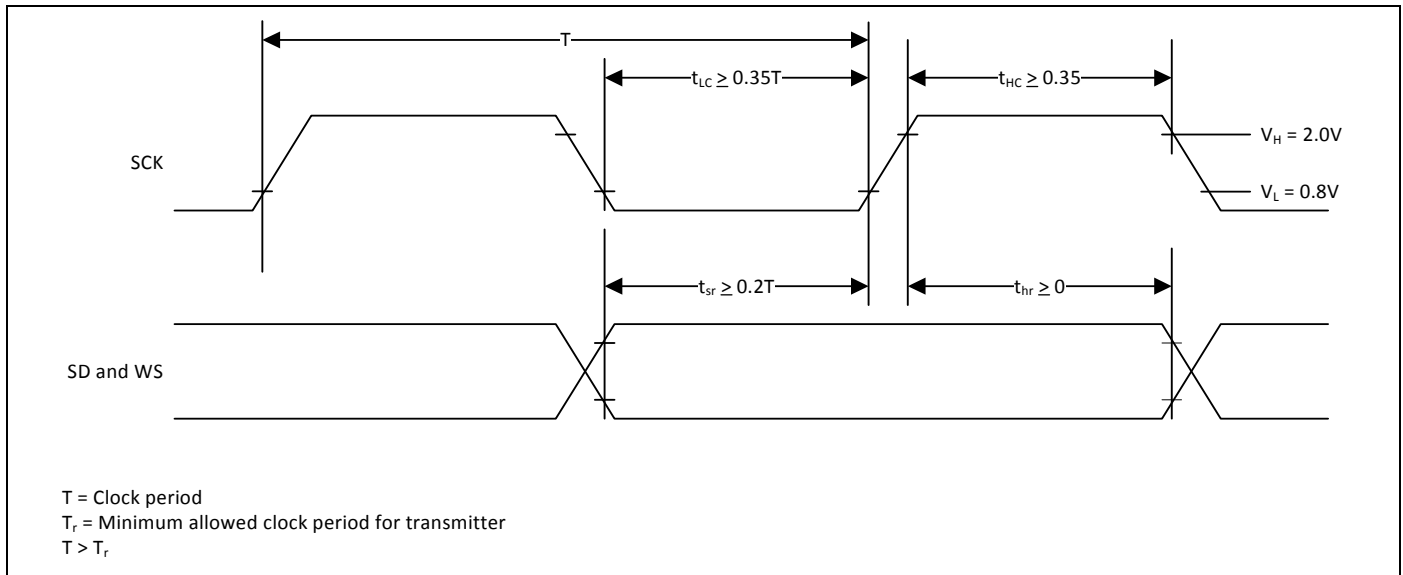 T
t_LC ≥ 0.35T
t_HC ≥ 0.35
SCK
V_H = 2.0V
V_L = 0.8V
t_sr ≥ 0.2T
t_hr ≥ 0
SD and WS
T = Clock period
T_r = Minimum allowed clock period for transmitter
T > T_r